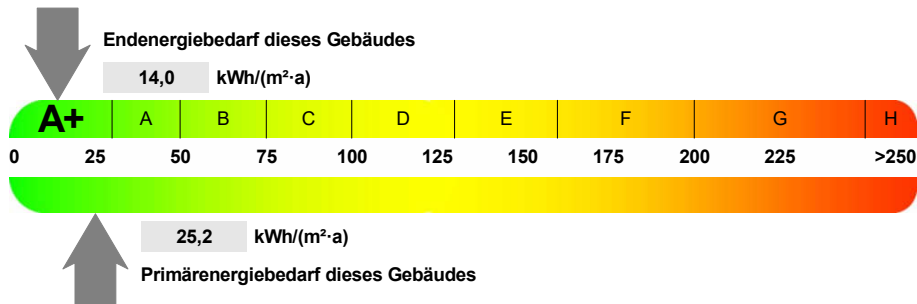 Endenergiebedarf dieses Gebäudes
14,0 kWh/(m²·a)
A+ A B C D E F G H
0 25 50 75 100 125 150 175 200 225 >250
25,2 kWh/(m²·a)
Primärenergiebedarf dieses Gebäudes